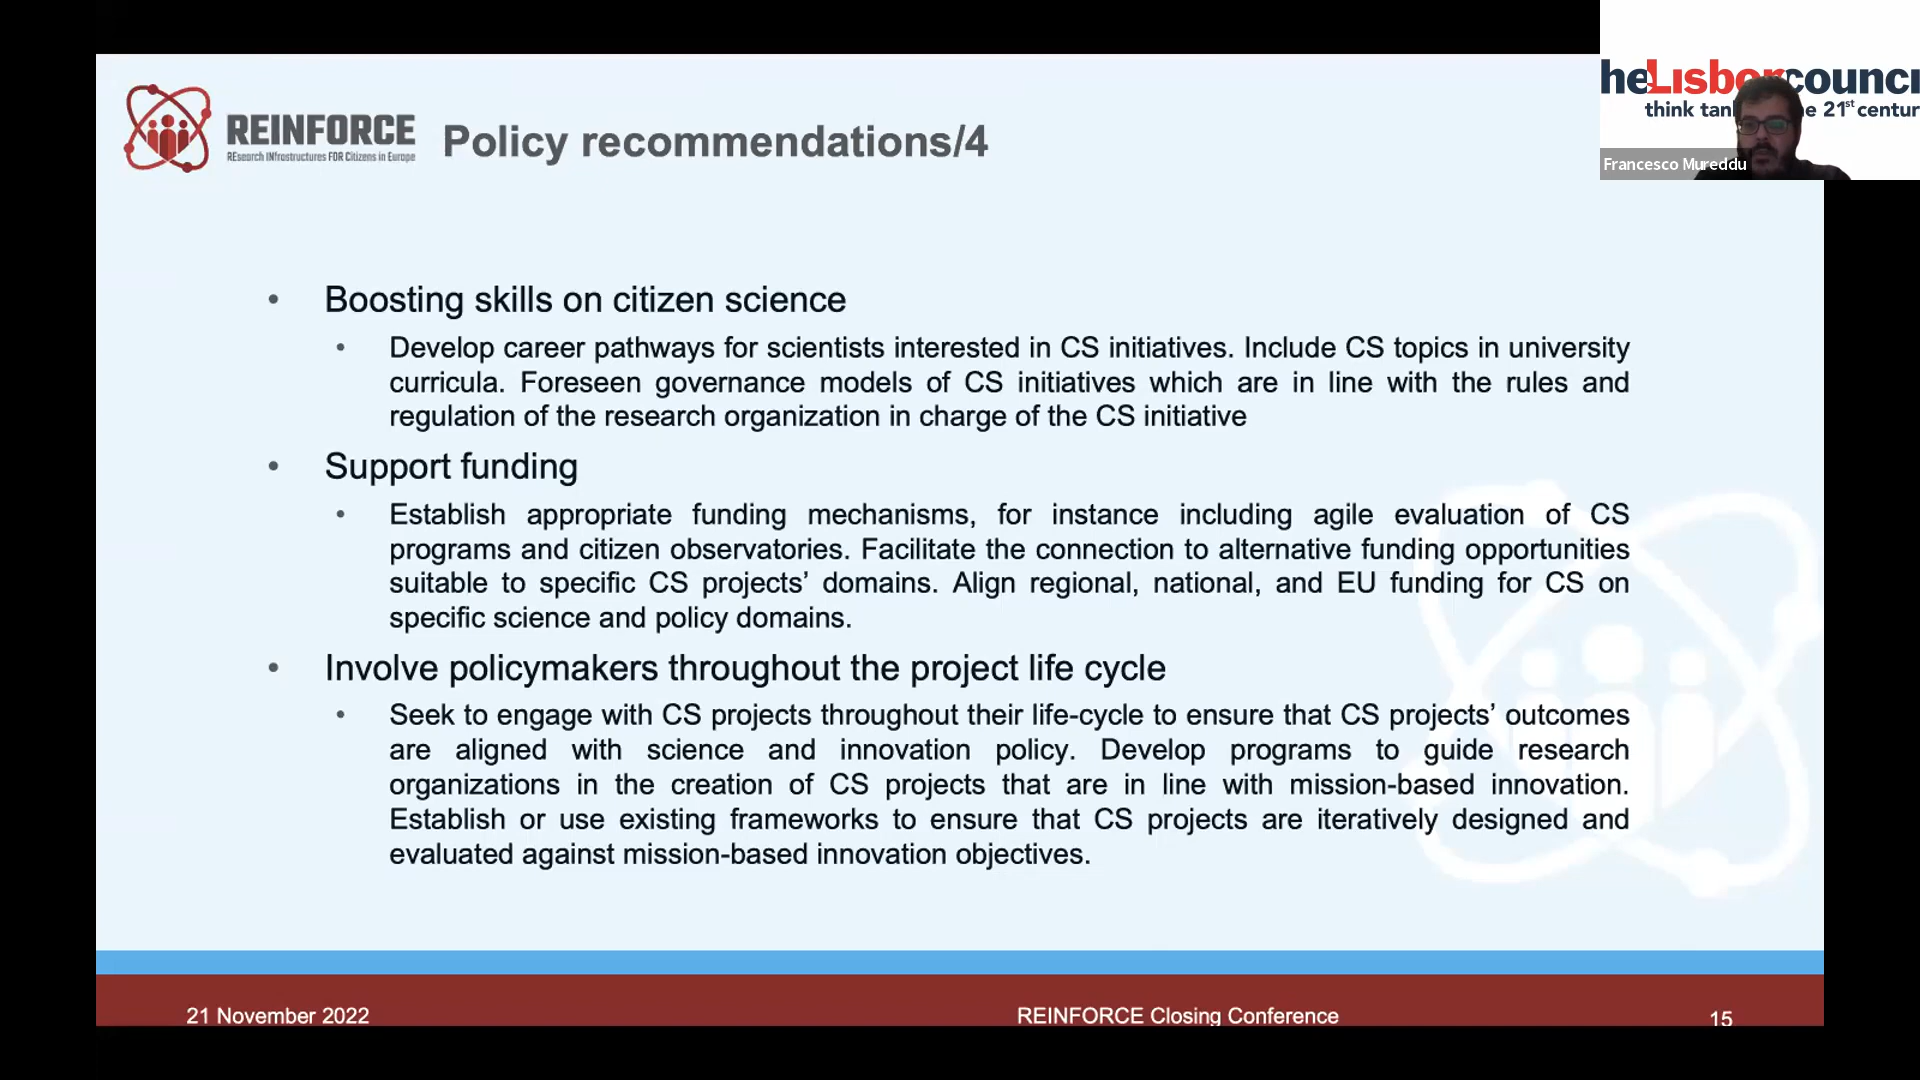 REINFORCE
REsearch INfrastructures FOR Citizens in Europe
Policy recommendations/4
heLisboncouncil
think tank 21st century
Francesco Mureddu
• Boosting skills on citizen science
• Develop career pathways for scientists interested in CS initiatives. Include CS topics in university
curricula. Foreseen governance models of CS initiatives which are in line with the rules and
regulation of the research organization in charge of the CS initiative
• Support funding
• Establish appropriate funding mechanisms, for instance including agile evaluation of CS
programs and citizen observatories. Facilitate the connection to alternative funding opportunities
suitable to specific CS projects’ domains. Align regional, national, and EU funding for CS on
specific science and policy domains.
• Involve policymakers throughout the project life cycle
• Seek to engage with CS projects throughout their life-cycle to ensure that CS projects’ outcomes
are aligned with science and innovation policy. Develop programs to guide research
organizations in the creation of CS projects that are in line with mission-based innovation.
Establish or use existing frameworks to ensure that CS projects are iteratively designed and
evaluated against mission-based innovation objectives.
21 November 2022
REINFORCE Closing Conference
15